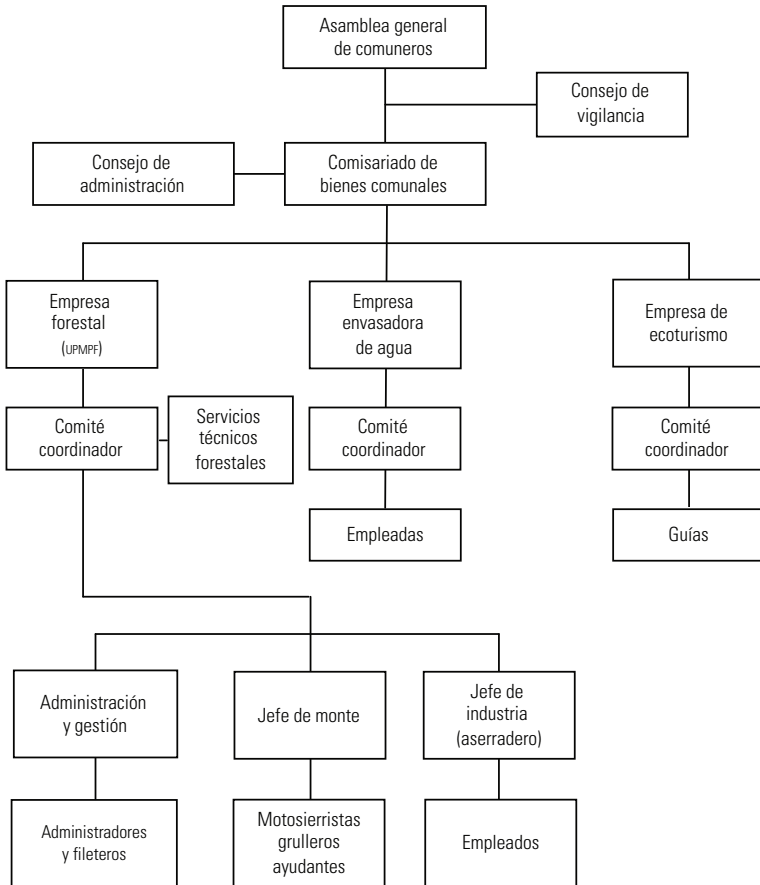 Asamblea general
de comuneros
Consejo de
vigilancia
Consejo de
administración
Comisariado de
bienes comunales
Empresa
forestal
(UPMPF)
Empresa
envasadora
de agua
Empresa de
ecoturismo
Comité
coordinador
Servicios
técnicos
forestales
Comité
coordinador
Comité
coordinador
Empleadas
Guías
Administración
y gestión
Jefe de monte
Jefe de
industria
(aserradero)
Administradores
y fileteros
Motosierristas
grulleros
ayudantes
Empleados